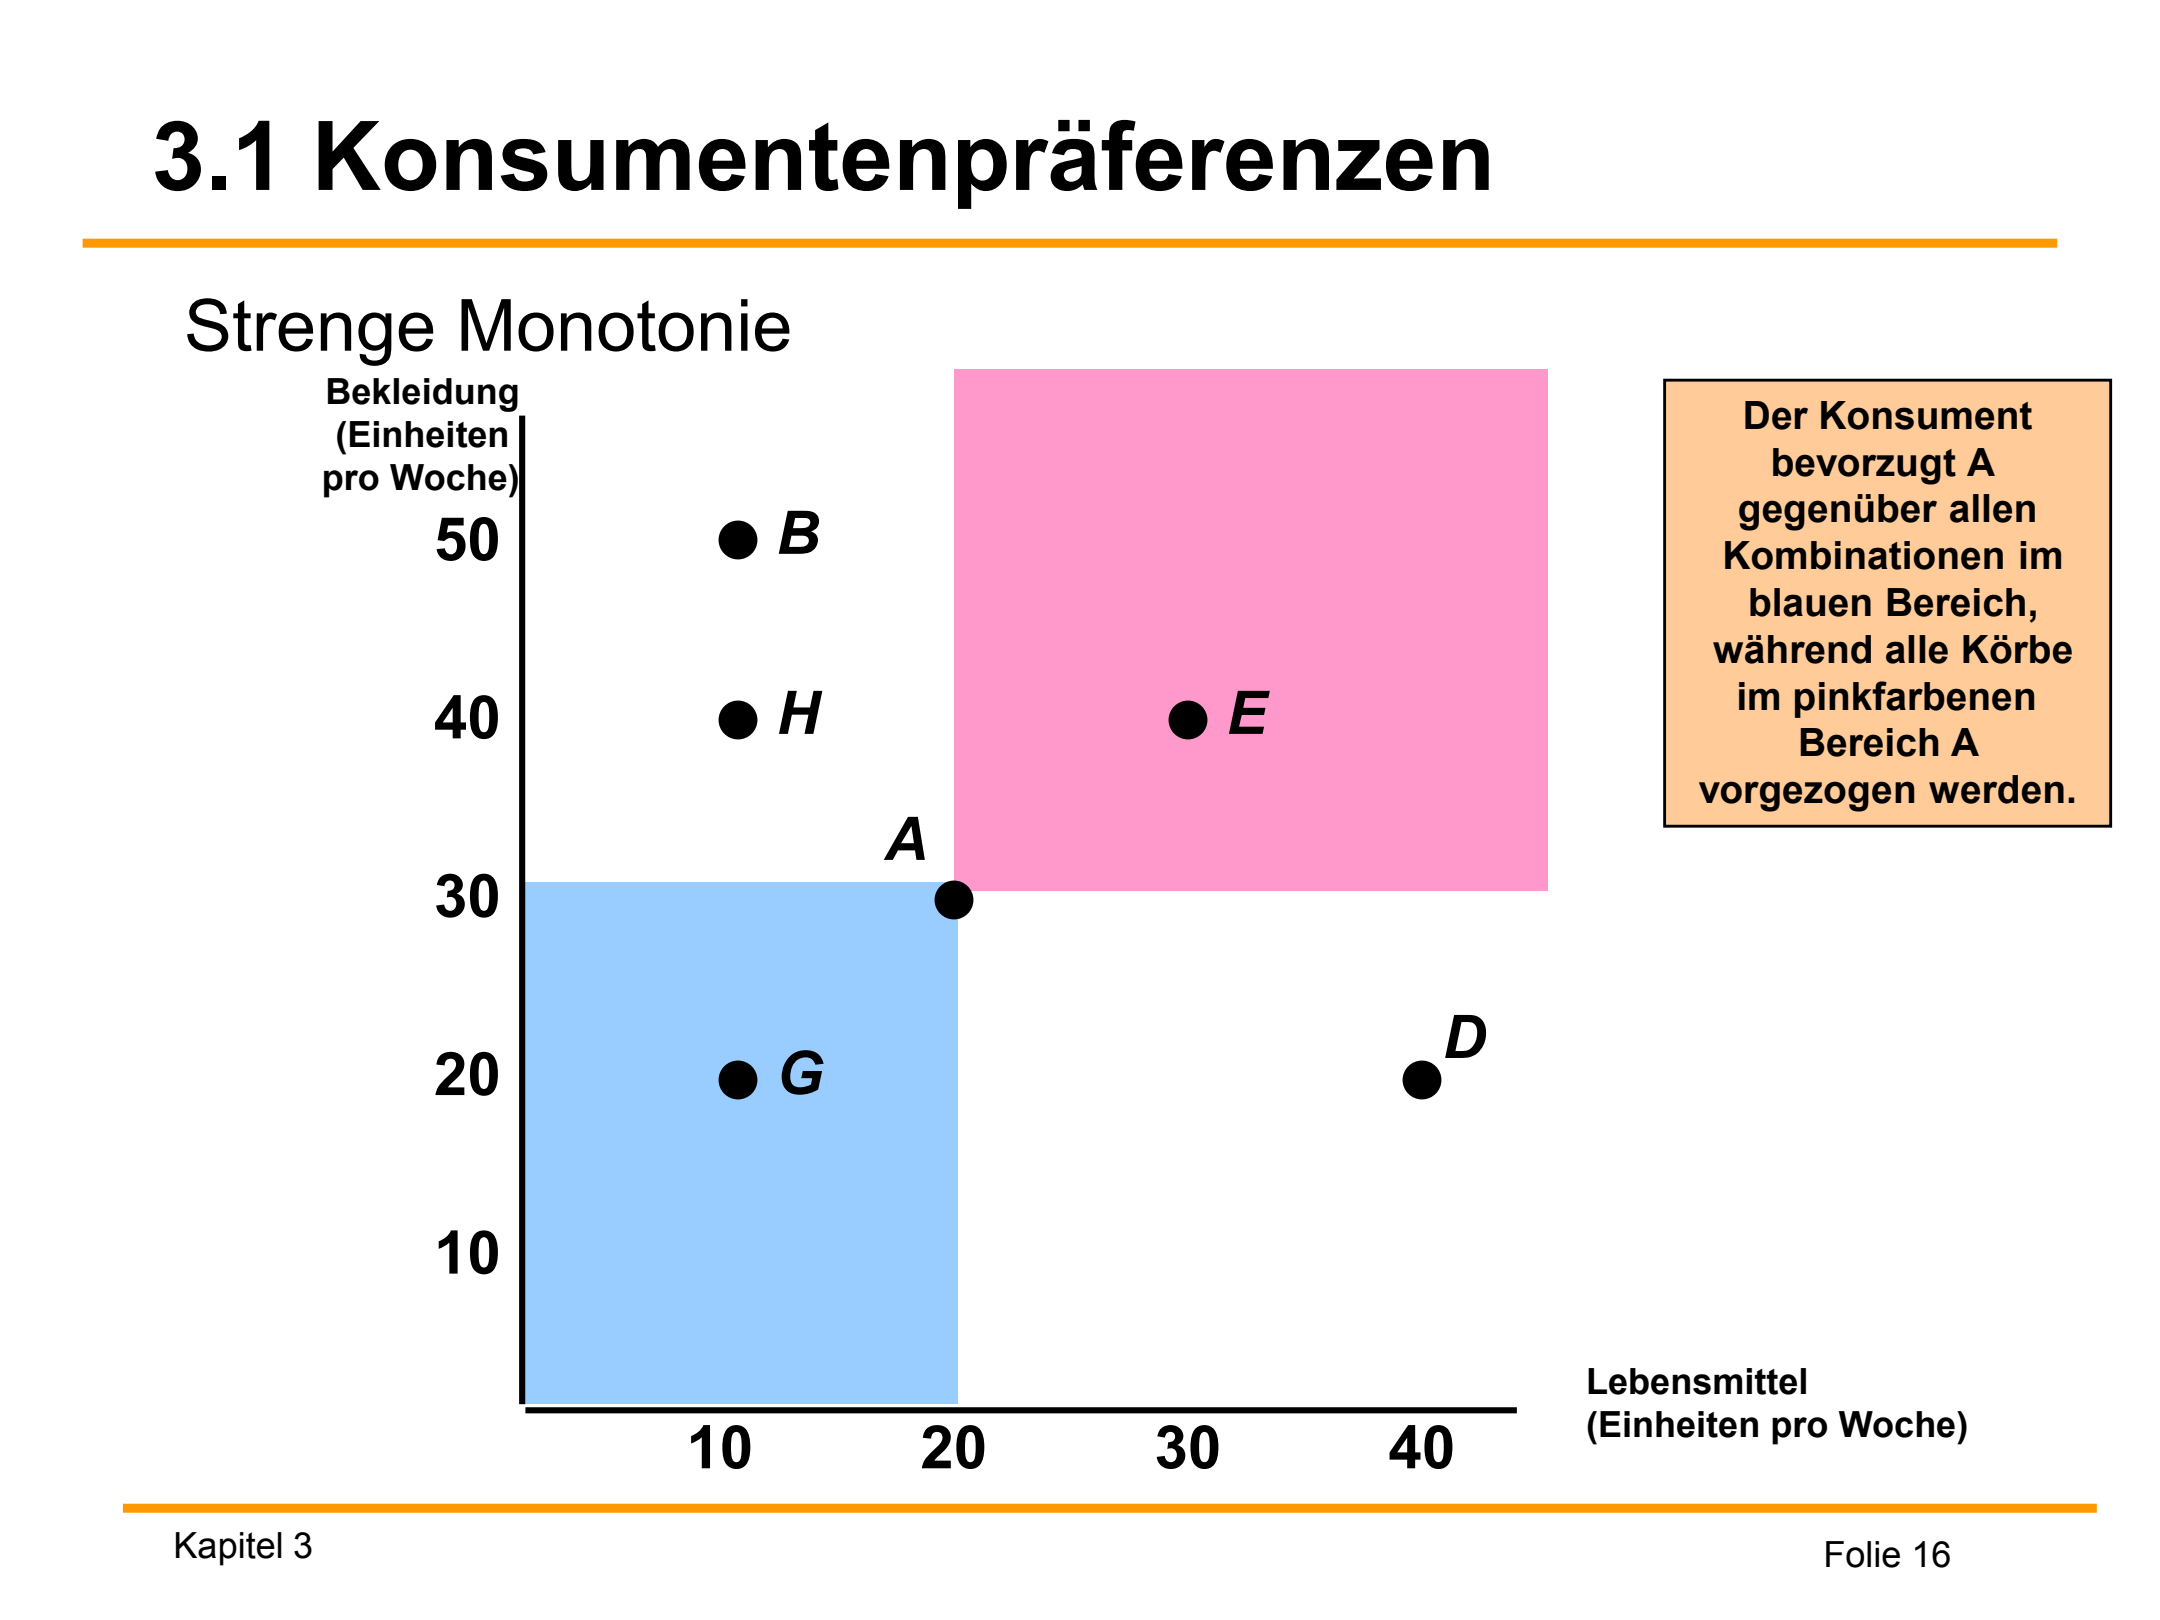 3.1 Konsumentenpräferenzen
Strenge Monotonie
Bekleidung
(Einheiten
pro Woche)
Der Konsument
bevorzugt A
gegenüber allen
Kombinationen im
blauen Bereich,
während alle Körbe
im pinkfarbenen
Bereich A
vorgezogen werden.
50
B
40
H
E
A
30
D
20
G
10
Lebensmittel
(Einheiten pro Woche)
10 20 30 40
Kapitel 3
Folie 16